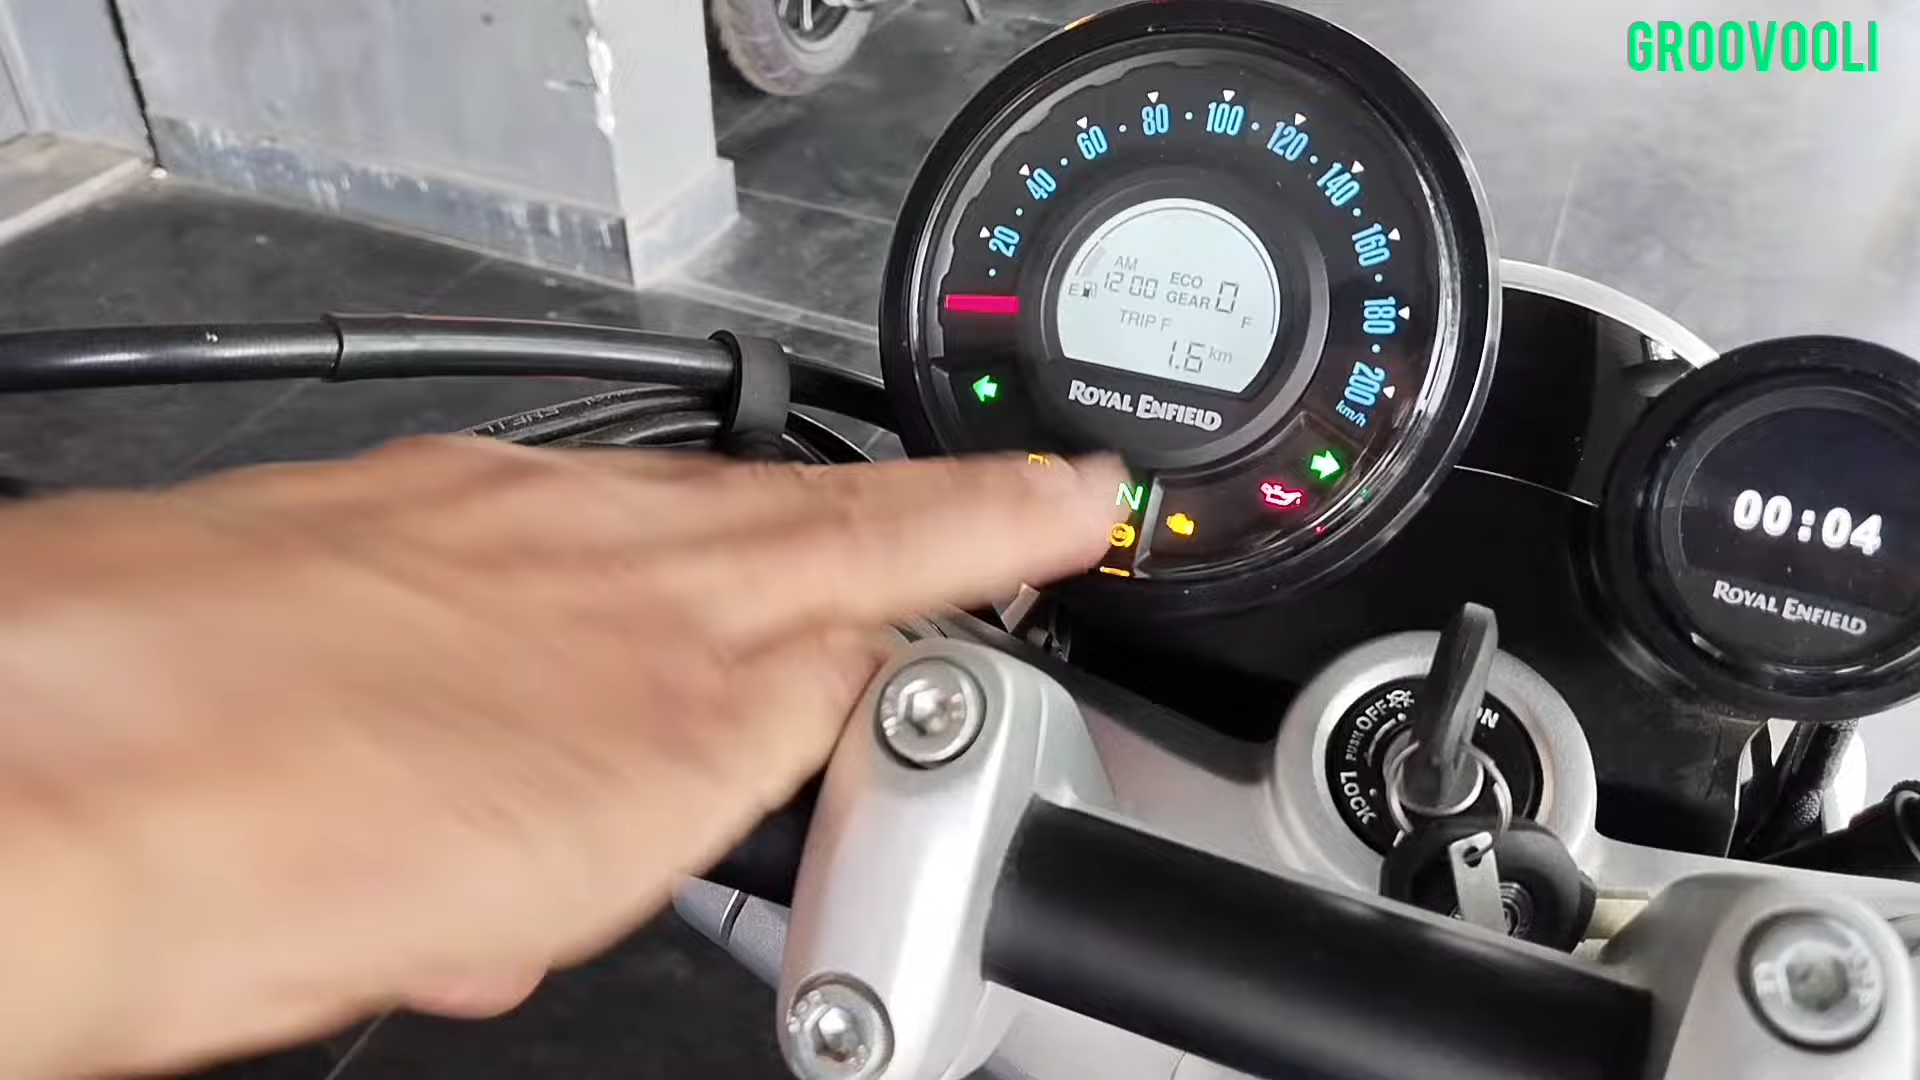 GROOVOOLI
20
40
60
80
100
120
140
160
180
200
km/h
AM
12 00
ECO
GEAR 0
E
F
TRIP F
1.6 km
ROYAL ENFIELD
N
00:04
ROYAL ENFIELD
LOCK
PUSH
OFF
ON